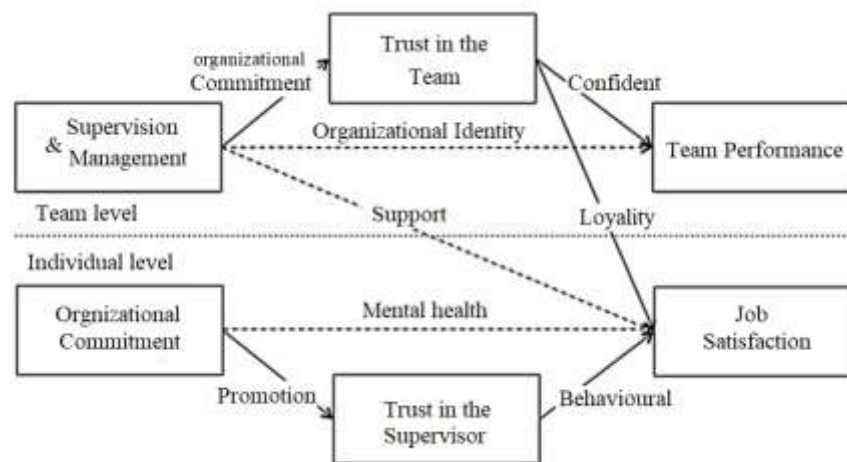 Trust in the
Team
organizational
Commitment
Confident
Supervision
& Management
Organizational Identity
Team Performance
Team level
Support
Loyality
Individual level
Orgnizational
Commitment
Mental health
Job
Satisfaction
Promotion
Trust in the
Supervisor
Behavioural